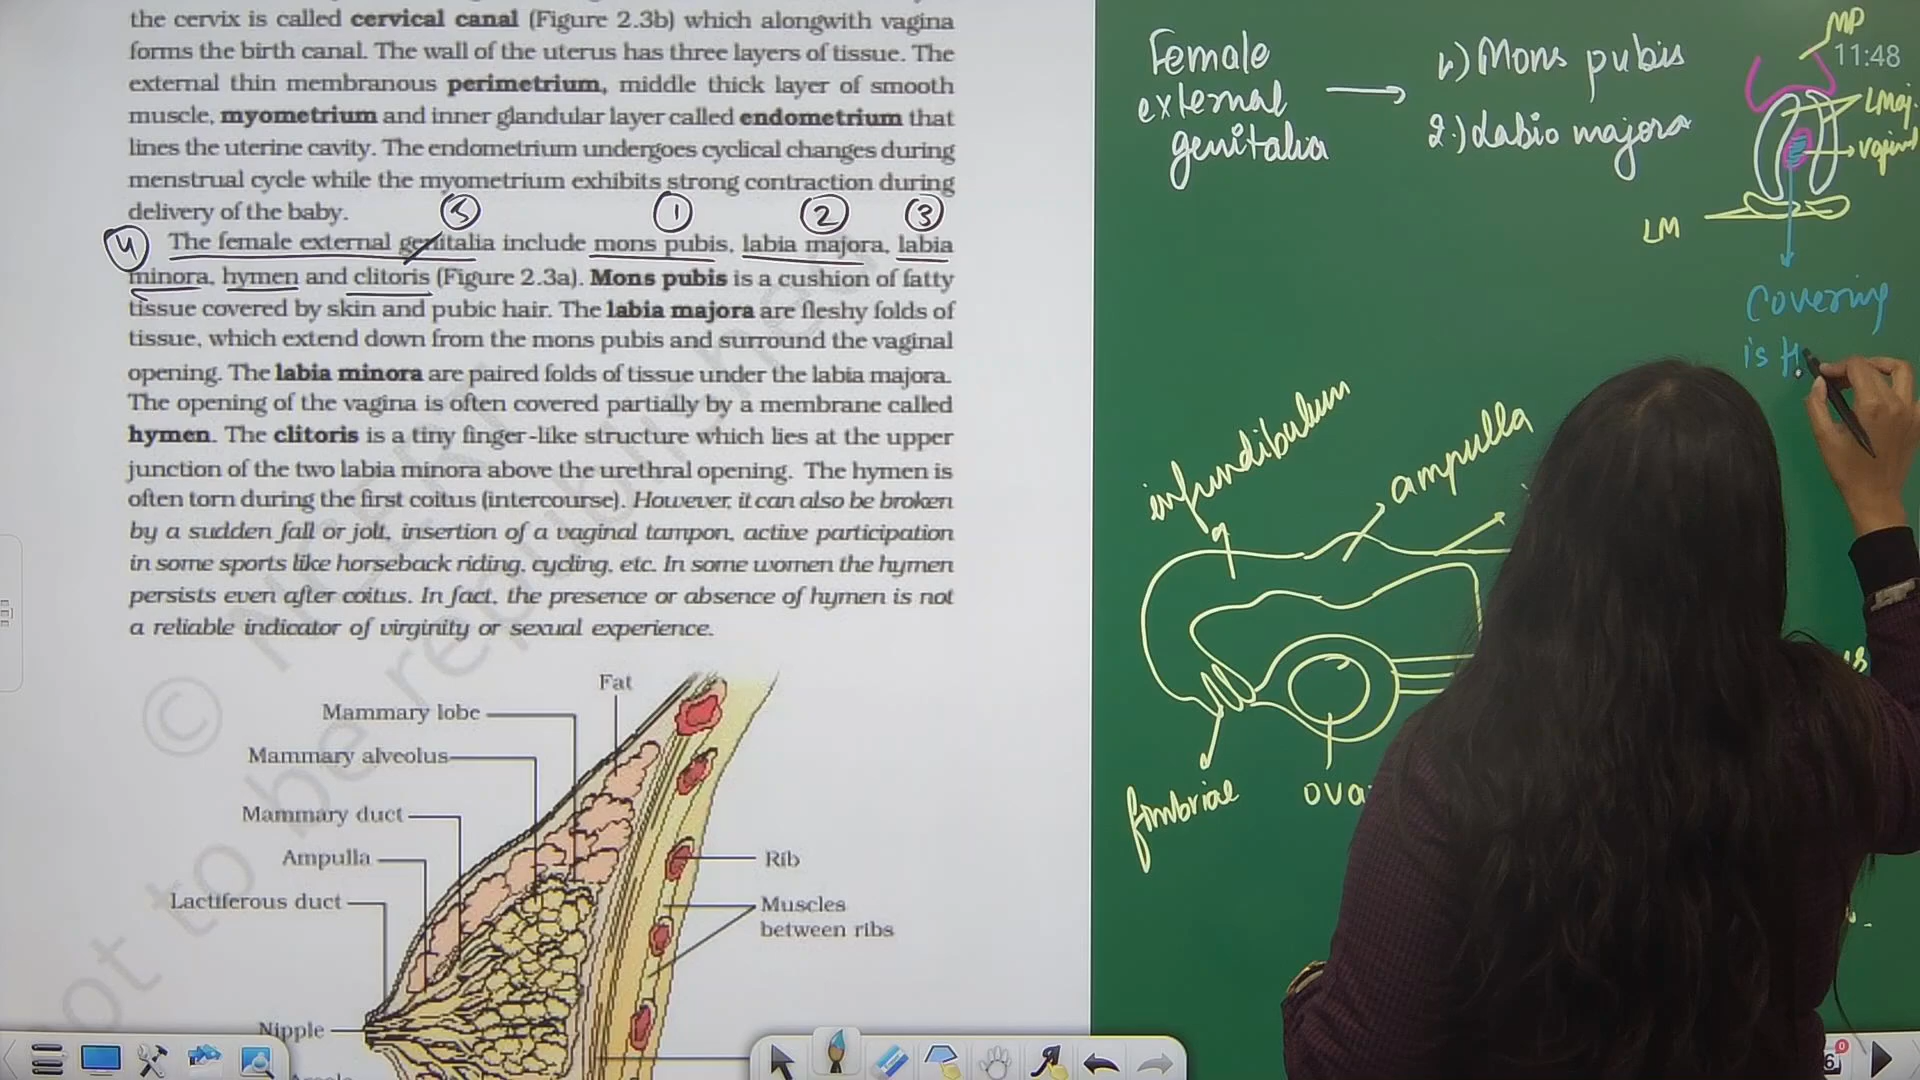 the cervix is called cervical canal (Figure 2.3b) which alongwith vagina
forms the birth canal. The wall of the uterus has three layers of tissue. The
external thin membranous perimetrium, middle thick layer of smooth
muscle, myometrium and inner glandular layer called endometrium that
lines the uterine cavity. The endometrium undergoes cyclical changes during
menstrual cycle while the myometrium exhibits strong contraction during
delivery of the baby.
5 1 2 3
4 The female external genitalia include mons pubis, labia majora, labia
minora, hymen and clitoris (Figure 2.3a). Mons pubis is a cushion of fatty
tissue covered by skin and pubic hair. The labia majora are fleshy folds of
tissue, which extend down from the mons pubis and surround the vaginal
opening. The labia minora are paired folds of tissue under the labia majora.
The opening of the vagina is often covered partially by a membrane called
hymen. The clitoris is a tiny finger-like structure which lies at the upper
junction of the two labia minora above the urethral opening. The hymen is
often torn during the first coitus (intercourse). However, it can also be broken
by a sudden fall or jolt, insertion of a vaginal tampon, active participation
in some sports like horseback riding, cycling, etc. In some women the hymen
persists even after coitus. In fact, the presence or absence of hymen is not
a reliable indicator of virginity or sexual experience.
Fat
Mammary lobe
Mammary alveolus
Mammary duct
Ampulla
Lactiferous duct
Nipple
Rib
Muscles
between ribs
© NCERT
not to be republished
Female
external
genitalia
1.) Mons pubis
2.) Labio majora
MP
11:48
LMaj.
LM
Covering
is H
infundibulum
ampulla
fimbriae
ova